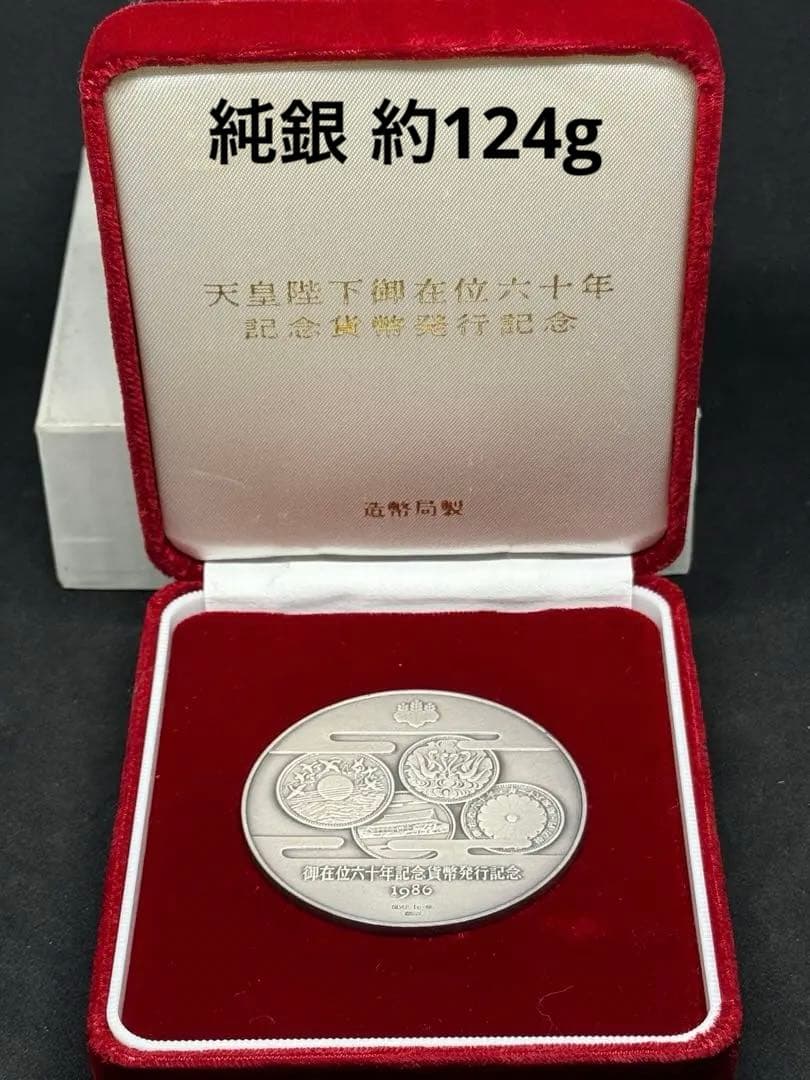 純銀 約124g
天皇陛下御在位六十年
記念貨幣発行記念
造幣局製
御在位六十年記念貨幣発行記念
1986